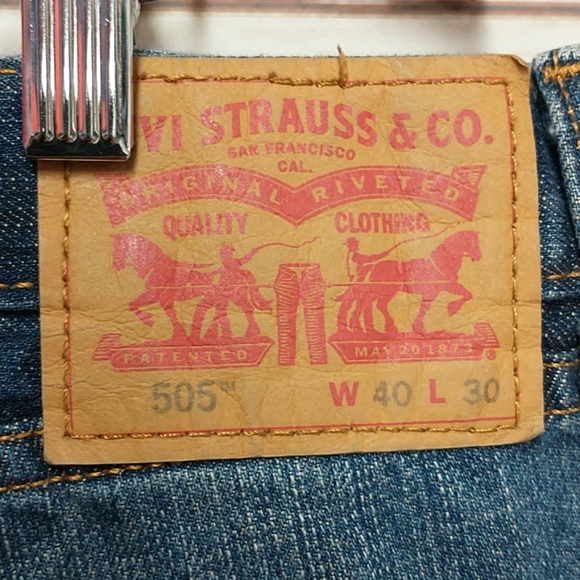 VI STRAUSS & CO.
SAN FRANCISCO
CAL.
ORIGINAL RIVETED
QUALITY CLOTHING
PATENTED MAY 20 1873 ®
505™ W 40 L 30